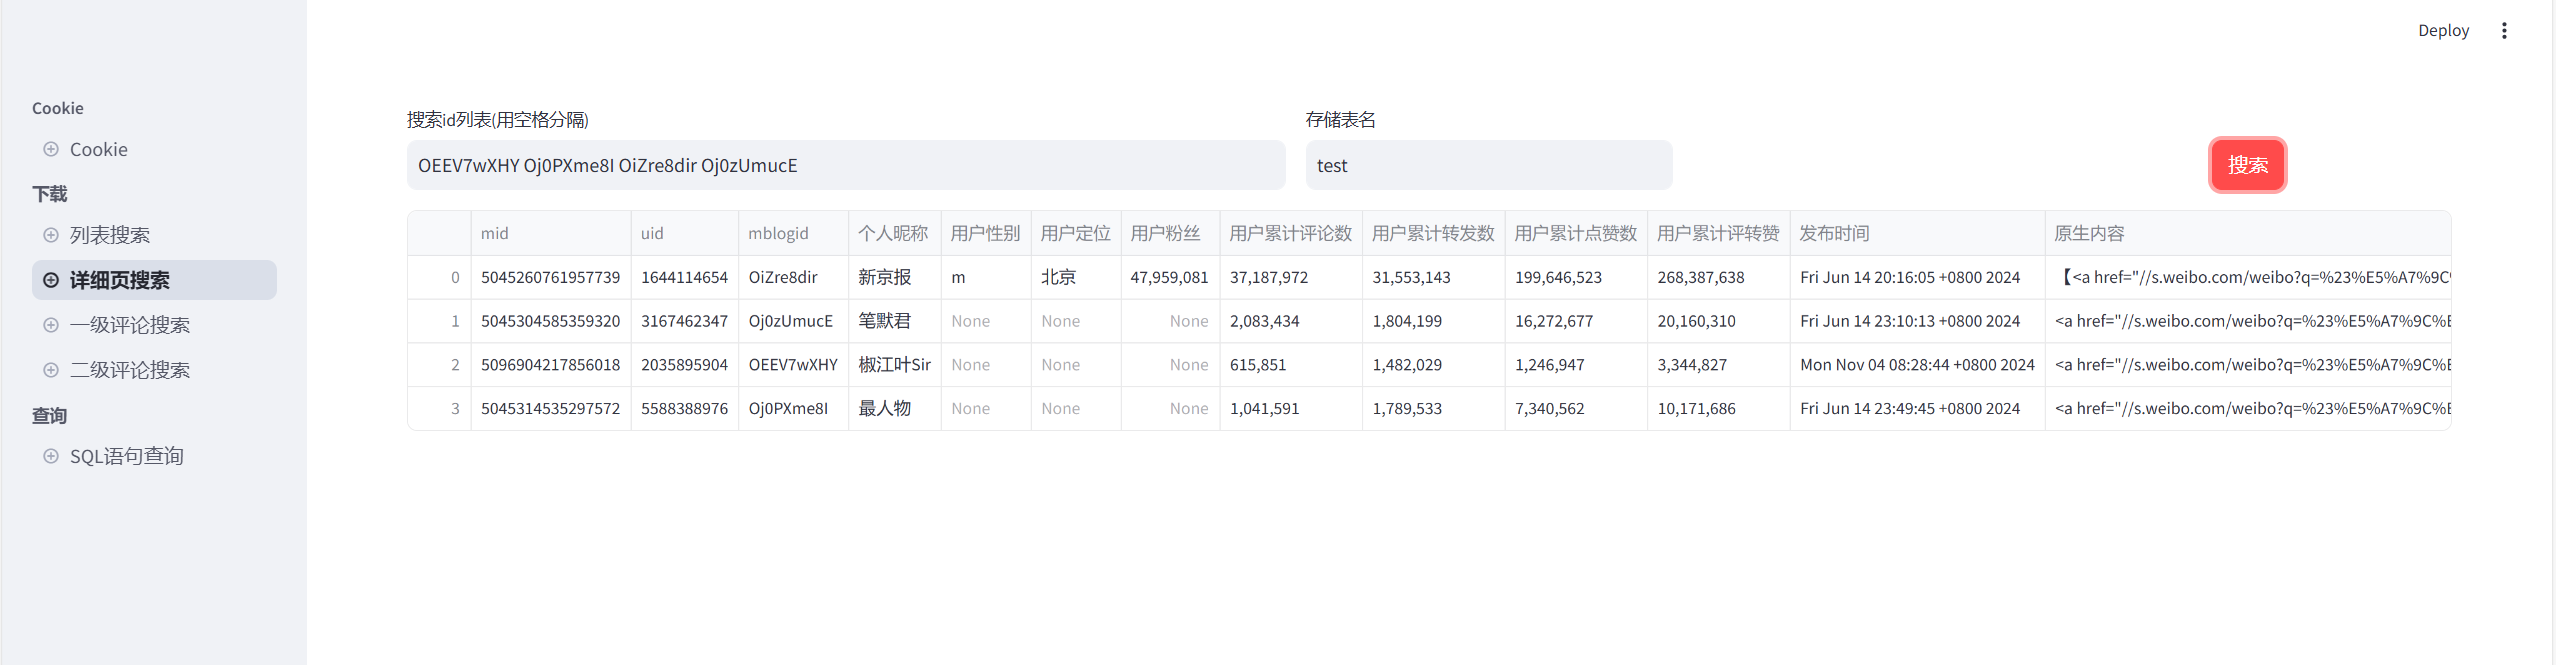 Deploy
Cookie
Cookie
下载
列表搜索
详细页搜索
一级评论搜索
二级评论搜索
查询
SQL语句查询
搜索id列表(用空格分隔) 存储表名
OEEV7wXHY Oj0PXme8I OiZre8dir Oj0zUmucE test 搜索
mid uid mblogid 个人昵称 用户性别 用户定位 用户粉丝 用户累计评论数 用户累计转发数 用户累计点赞数 用户累计评转赞 发布时间 原生内容
0 5045260761957739 1644114654 OiZre8dir 新京报 m 北京 47,959,081 37,187,972 31,553,143 199,646,523 268,387,638 Fri Jun 14 20:16:05 +0800 2024 【<a href="//s.weibo.com/weibo?q=%23%E5%A7%9C
1 5045304585359320 3167462347 Oj0zUmucE 笔默君 None None None 2,083,434 1,804,199 16,272,677 20,160,310 Fri Jun 14 23:10:13 +0800 2024 <a href="//s.weibo.com/weibo?q=%23%E5%A7%9C%E
2 5096904217856018 2035895904 OEEV7wXHY 椒江叶Sir None None None 615,851 1,482,029 1,246,947 3,344,827 Mon Nov 04 08:28:44 +0800 2024 <a href="//s.weibo.com/weibo?q=%23%E5%A7%9C%E
3 5045314535297572 5588388976 Oj0PXme8I 最人物 None None None 1,041,591 1,789,533 7,340,562 10,171,686 Fri Jun 14 23:49:45 +0800 2024 <a href="//s.weibo.com/weibo?q=%23%E5%A7%9C%E